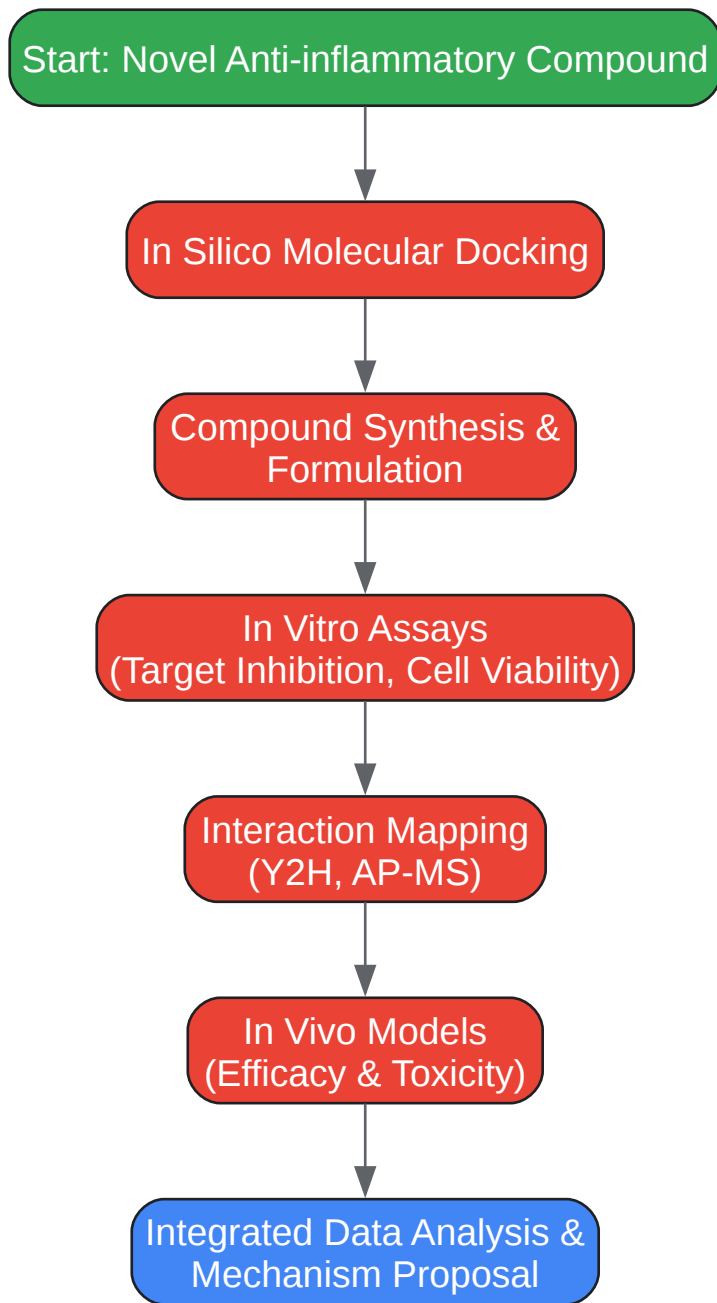 Start: Novel Anti-inflammatory Compound
In Silico Molecular Docking
Compound Synthesis &
Formulation
In Vitro Assays
(Target Inhibition, Cell Viability)
Interaction Mapping
(Y2H, AP-MS)
In Vivo Models
(Efficacy & Toxicity)
Integrated Data Analysis &
Mechanism Proposal